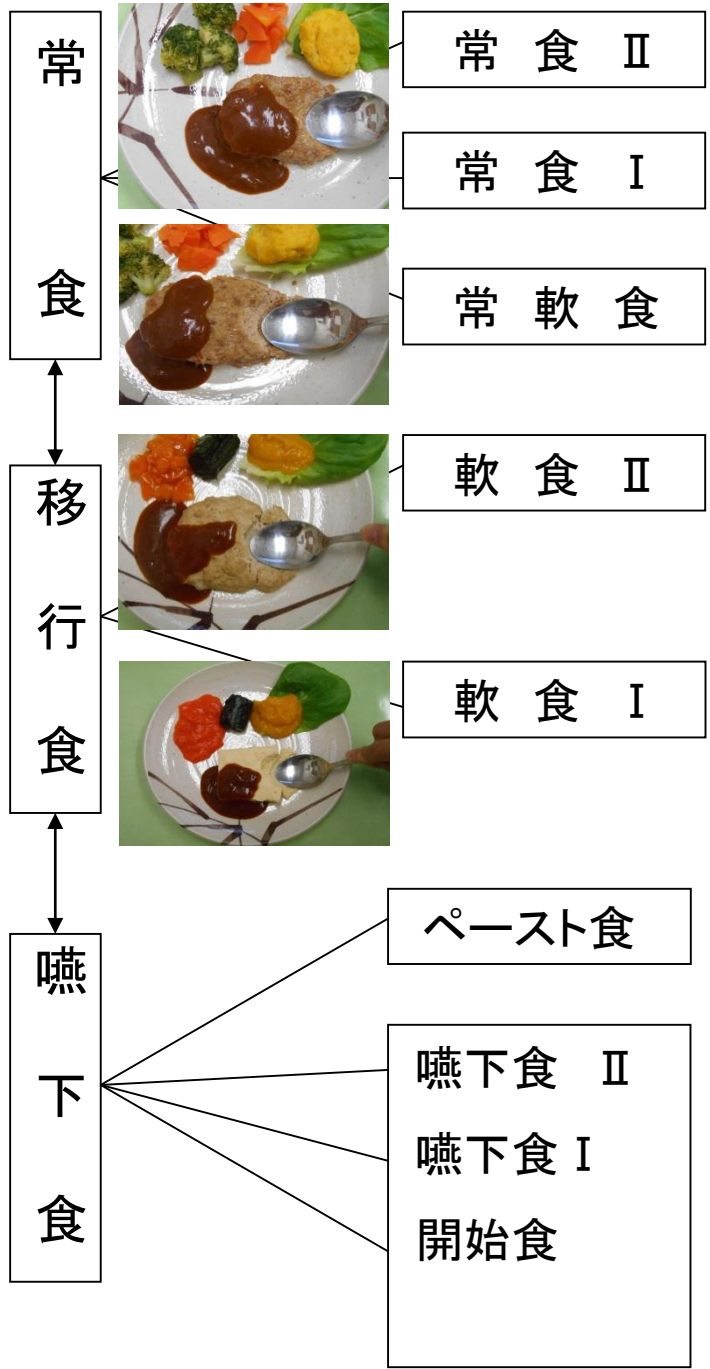 常食
常 食 Ⅱ
常 食 Ⅰ
常 軟 食
移行食
軟 食 Ⅱ
軟 食 Ⅰ
嚥下食
ペースト食
嚥下食 Ⅱ
嚥下食 Ⅰ
開始食